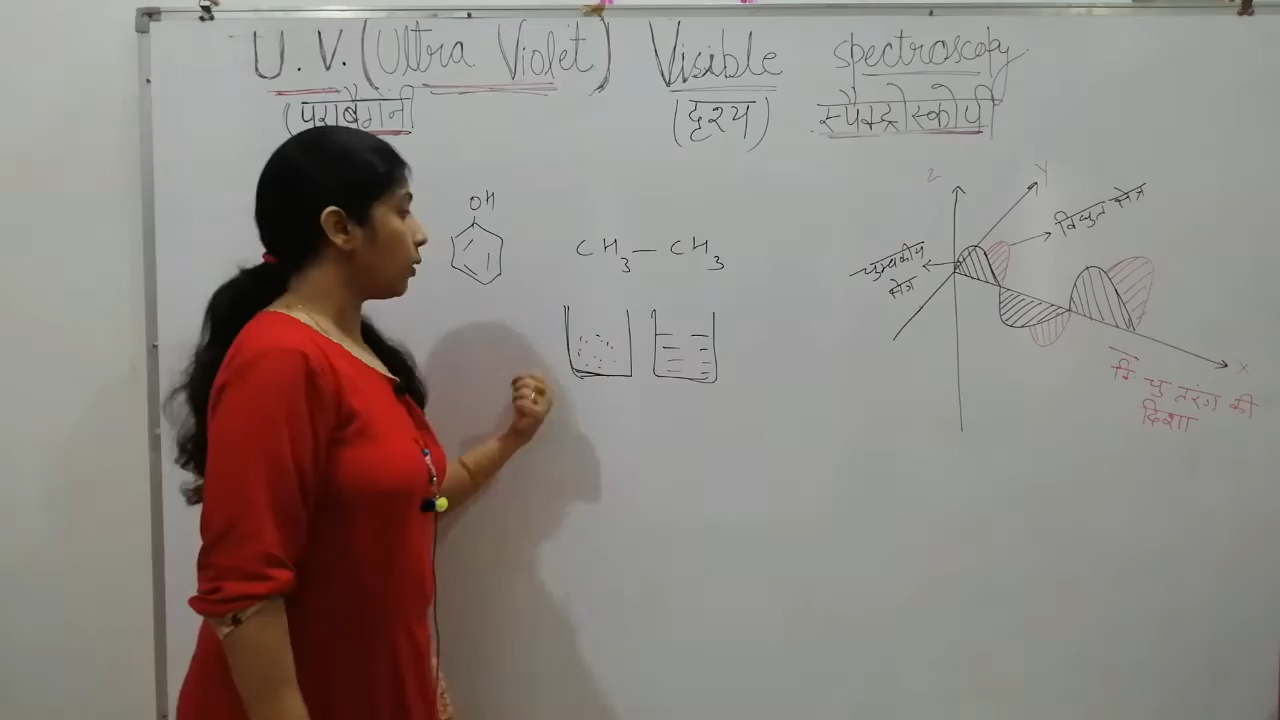 U.V. (Ultra Violet) Visible spectroscopy
(पराबैंगनी (दृश्य) स्पैक्ट्रोस्कोपी
OH
CH3 — CH3
Z
Y
विद्युत क्षेत्र
चुम्बकीय
क्षेत्र
X
वि चु तरंग की
दिशा